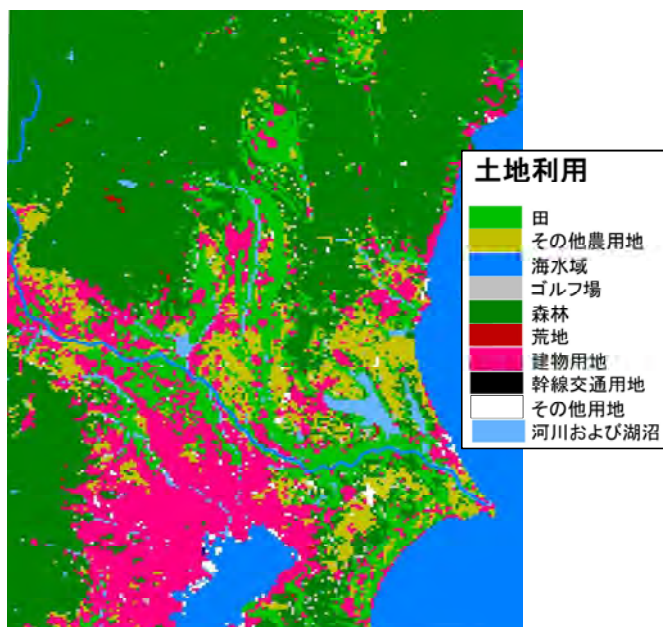 土地利用
田
その他農用地
海水域
ゴルフ場
森林
荒地
建物用地
幹線交通用地
その他用地
河川および湖沼